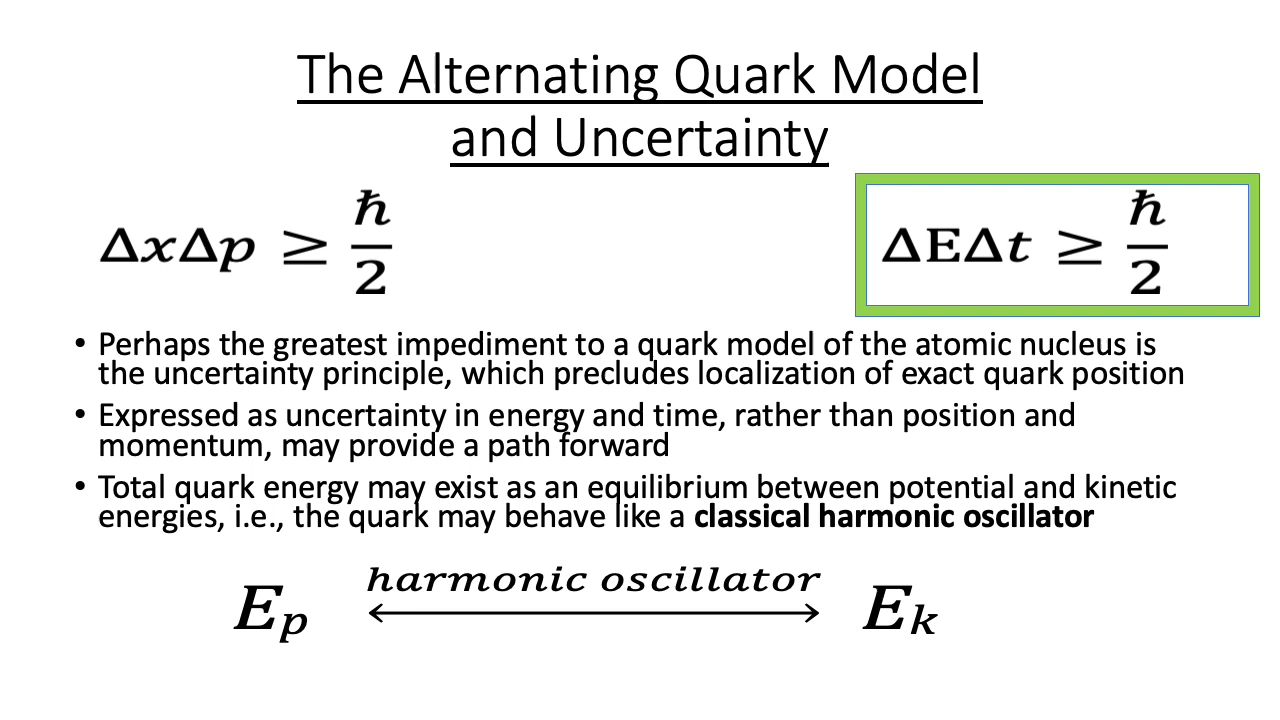 The Alternating Quark Model
and Uncertainty
ΔxΔp ≥ ħ/2
ΔEΔt ≥ ħ/2
• Perhaps the greatest impediment to a quark model of the atomic nucleus is
the uncertainty principle, which precludes localization of exact quark position
• Expressed as uncertainty in energy and time, rather than position and
momentum, may provide a path forward
• Total quark energy may exist as an equilibrium between potential and kinetic
energies, i.e., the quark may behave like a classical harmonic oscillator
harmonic oscillator
E_p ⟷ E_k